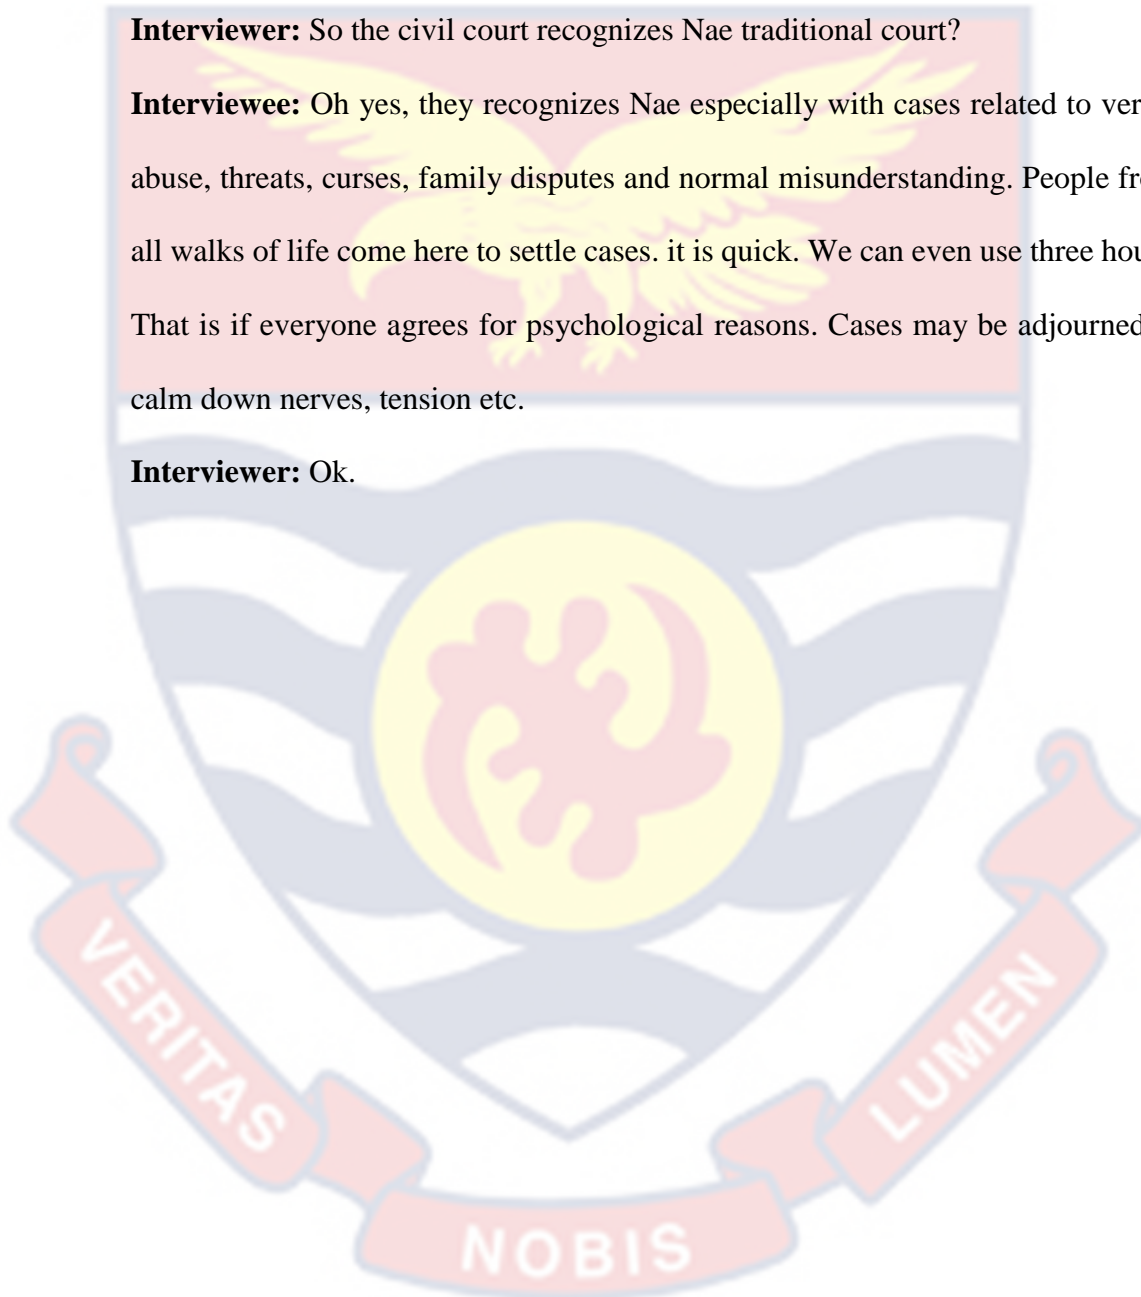 Interviewer: So the civil court recognizes Nae traditional court?
Interviewee: Oh yes, they recognizes Nae especially with cases related to ver
abuse, threats, curses, family disputes and normal misunderstanding. People fr
all walks of life come here to settle cases. it is quick. We can even use three hou
That is if everyone agrees for psychological reasons. Cases may be adjourned
calm down nerves, tension etc.
Interviewer: Ok.
VERITAS
NOBIS
LUMEN